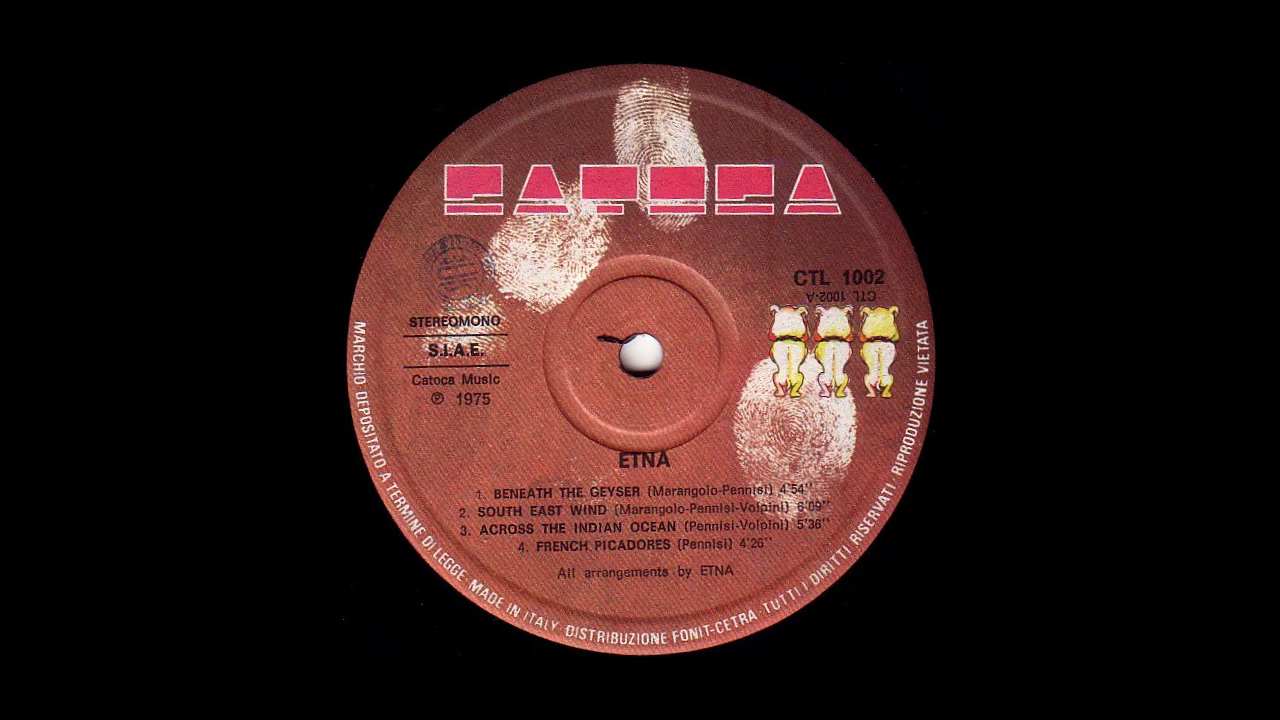 CATOCA
CTL 1002
CTL 1002-A
STEREOMONO
S.I.A.E.
Catoca Music
℗ 1975
ETNA
1. BENEATH THE GEYSER (Marangolo-Pennisi) 4'54''
2. SOUTH EAST WIND (Marangolo-Pennisi-Volpini) 6'09''
3. ACROSS THE INDIAN OCEAN (Pennisi-Volpini) 5'36''
4. FRENCH PICADORES (Pennisi) 4'26''
All arrangements by ETNA
MARCHIO DEPOSITATO A TERMINE DI LEGGE MADE IN ITALY · DISTRIBUZIONE FONIT-CETRA · TUTTI I DIRITTI RISERVATI · RIPRODUZIONE VIETATA